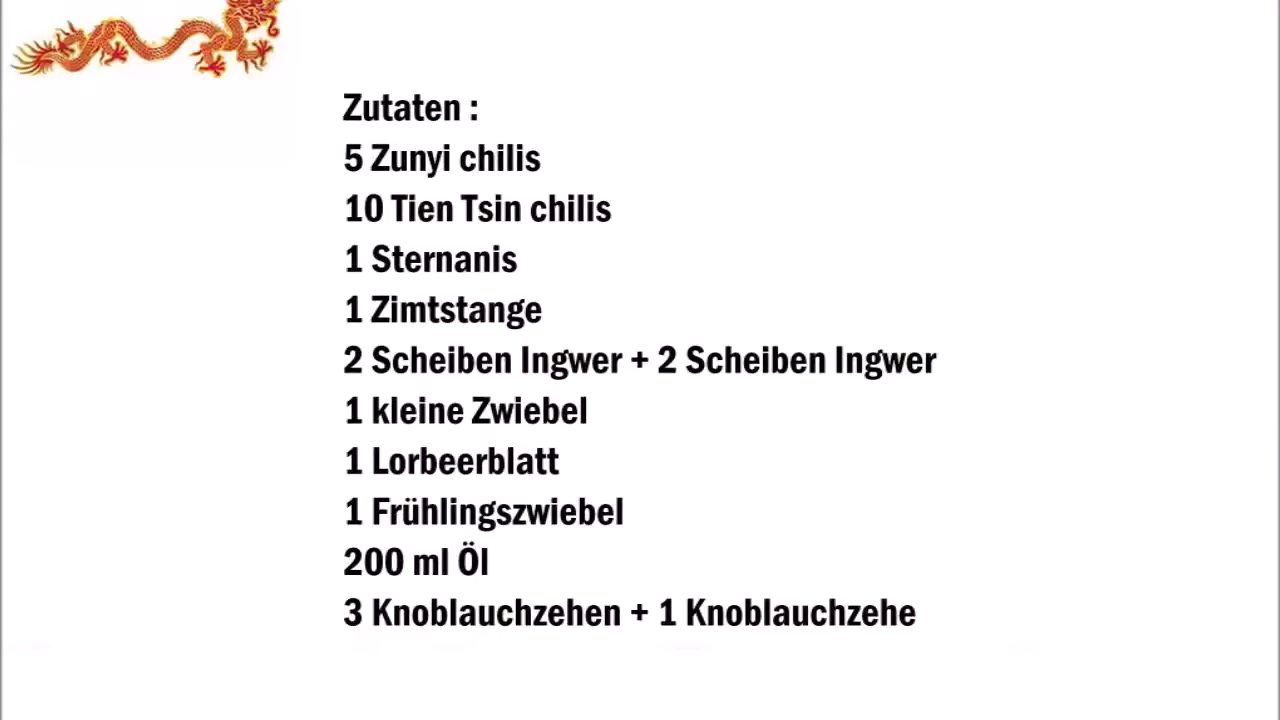 Zutaten :
5 Zunyi chilis
10 Tien Tsin chilis
1 Sternanis
1 Zimtstange
2 Scheiben Ingwer + 2 Scheiben Ingwer
1 kleine Zwiebel
1 Lorbeerblatt
1 Frühlingszwiebel
200 ml Öl
3 Knoblauchzehen + 1 Knoblauchzehe